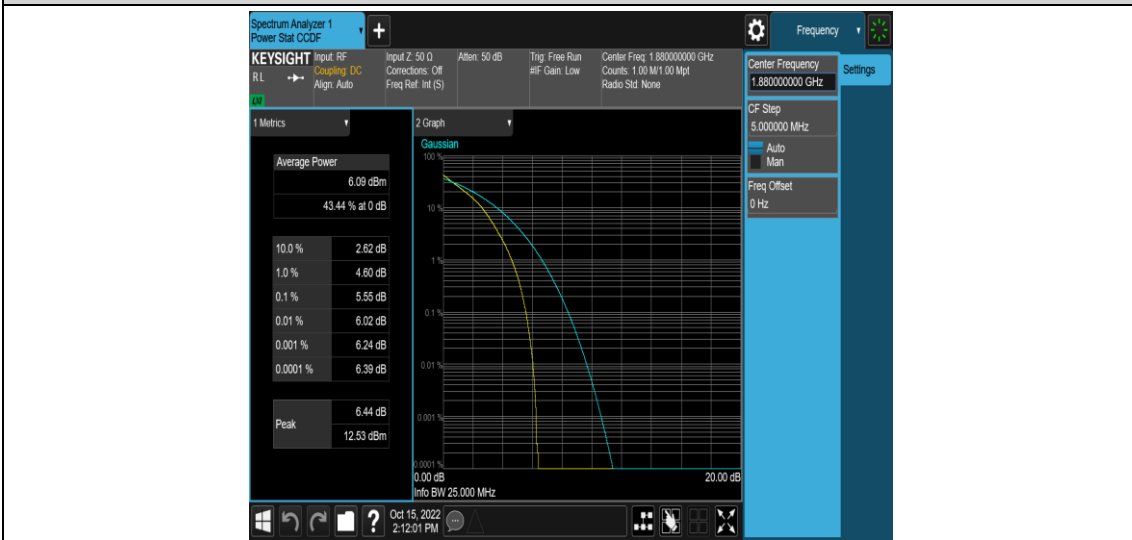 Spectrum Analyzer 1
Power Stat CCDF
+
Frequency
KEYSIGHT
Input: RF
Input Z: 50 Ω
Atten: 50 dB
Trig: Free Run
Center Freq: 1.880000000 GHz
RL
Coupling: DC
Corrections: Off
#IF Gain: Low
Counts: 1.00 M/1.00 Mpt
Align: Auto
Freq Ref: Int (S)
Radio Std: None
LXI
Center Frequency
1.880000000 GHz
Settings
CF Step
5.000000 MHz
Auto
Man
Freq Offset
0 Hz
1 Metrics
Average Power
6.09 dBm
43.44 % at 0 dB
10.0 % 2.62 dB
1.0 % 4.60 dB
0.1 % 5.55 dB
0.01 % 6.02 dB
0.001 % 6.24 dB
0.0001 % 6.39 dB
Peak
6.44 dB
12.53 dBm
2 Graph
Gaussian
100 %
10 %
1 %
0.1 %
0.01 %
0.001 %
0.0001 %
0.00 dB 20.00 dB
Info BW 25.000 MHz
?
Oct 15, 2022
2:12:01 PM